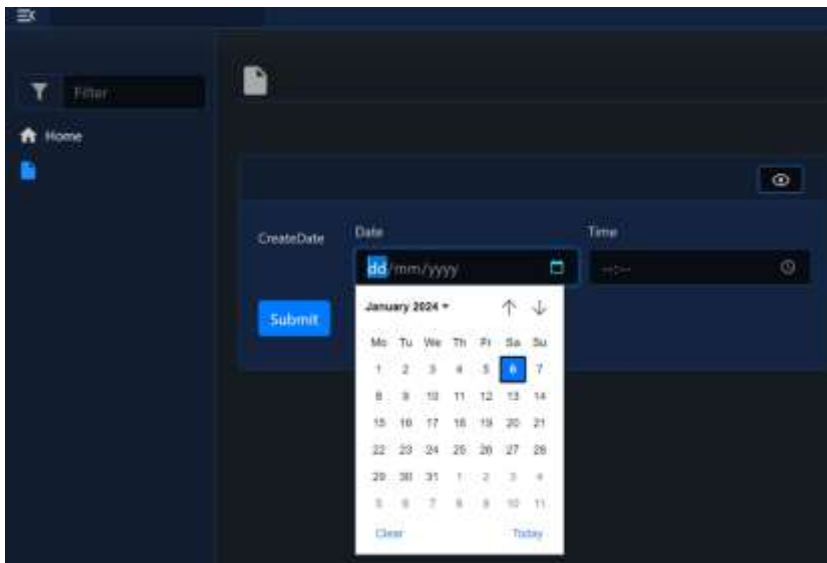 Filter
Home
CreateDate
Date
Time
dd/mm/yyyy
--:--
Submit
January 2024
Mo Tu We Th Fr Sa Su
1 2 3 4 5 6 7
8 9 10 11 12 13 14
15 16 17 18 19 20 21
22 23 24 25 26 27 28
29 30 31 1 2 3 4
5 6 7 8 9 10 11
Clear Today